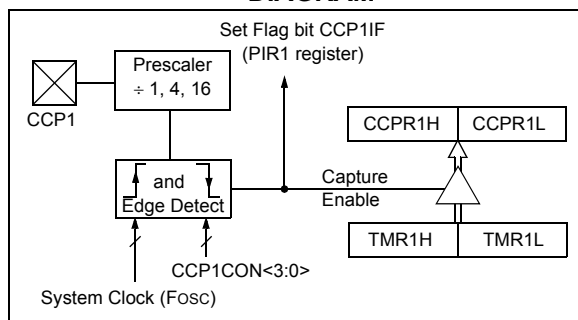 DIAGRAM
Set Flag bit CCP1IF
(PIR1 register)
Prescaler
÷ 1, 4, 16
CCP1
CCPR1H CCPR1L
and
Edge Detect
Capture
Enable
TMR1H TMR1L
CCP1CON<3:0>
System Clock (FOSC)